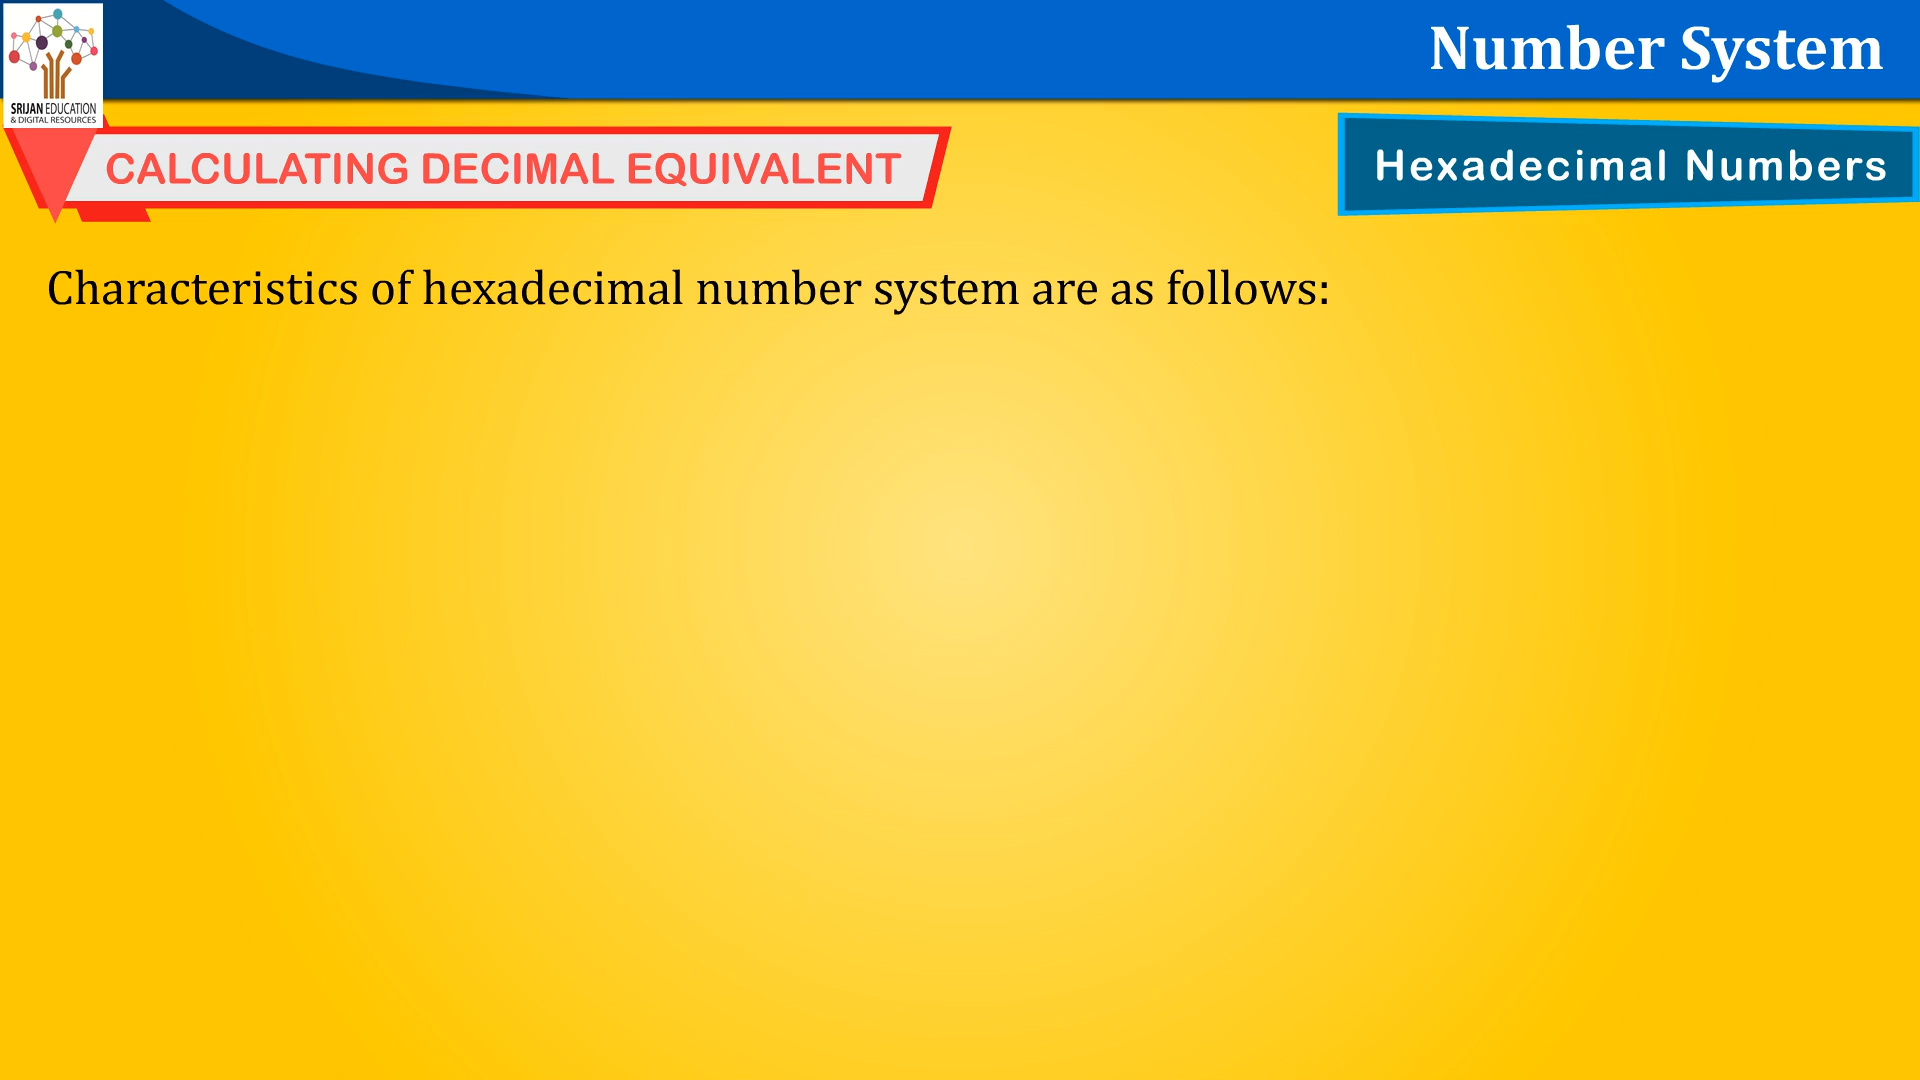 Number System
SRIJAN EDUCATION
& DIGITAL RESOURCES
CALCULATING DECIMAL EQUIVALENT
Hexadecimal Numbers
Characteristics of hexadecimal number system are as follows: